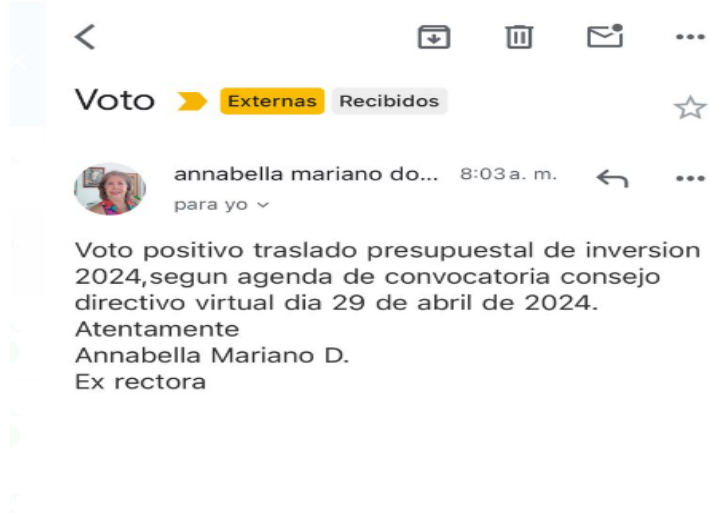 Voto Externas Recibidos
annabella mariano do... 8:03 a. m.
para yo
Voto positivo traslado presupuestal de inversion
2024,segun agenda de convocatoria consejo
directivo virtual dia 29 de abril de 2024.
Atentamente
Annabella Mariano D.
Ex rectora